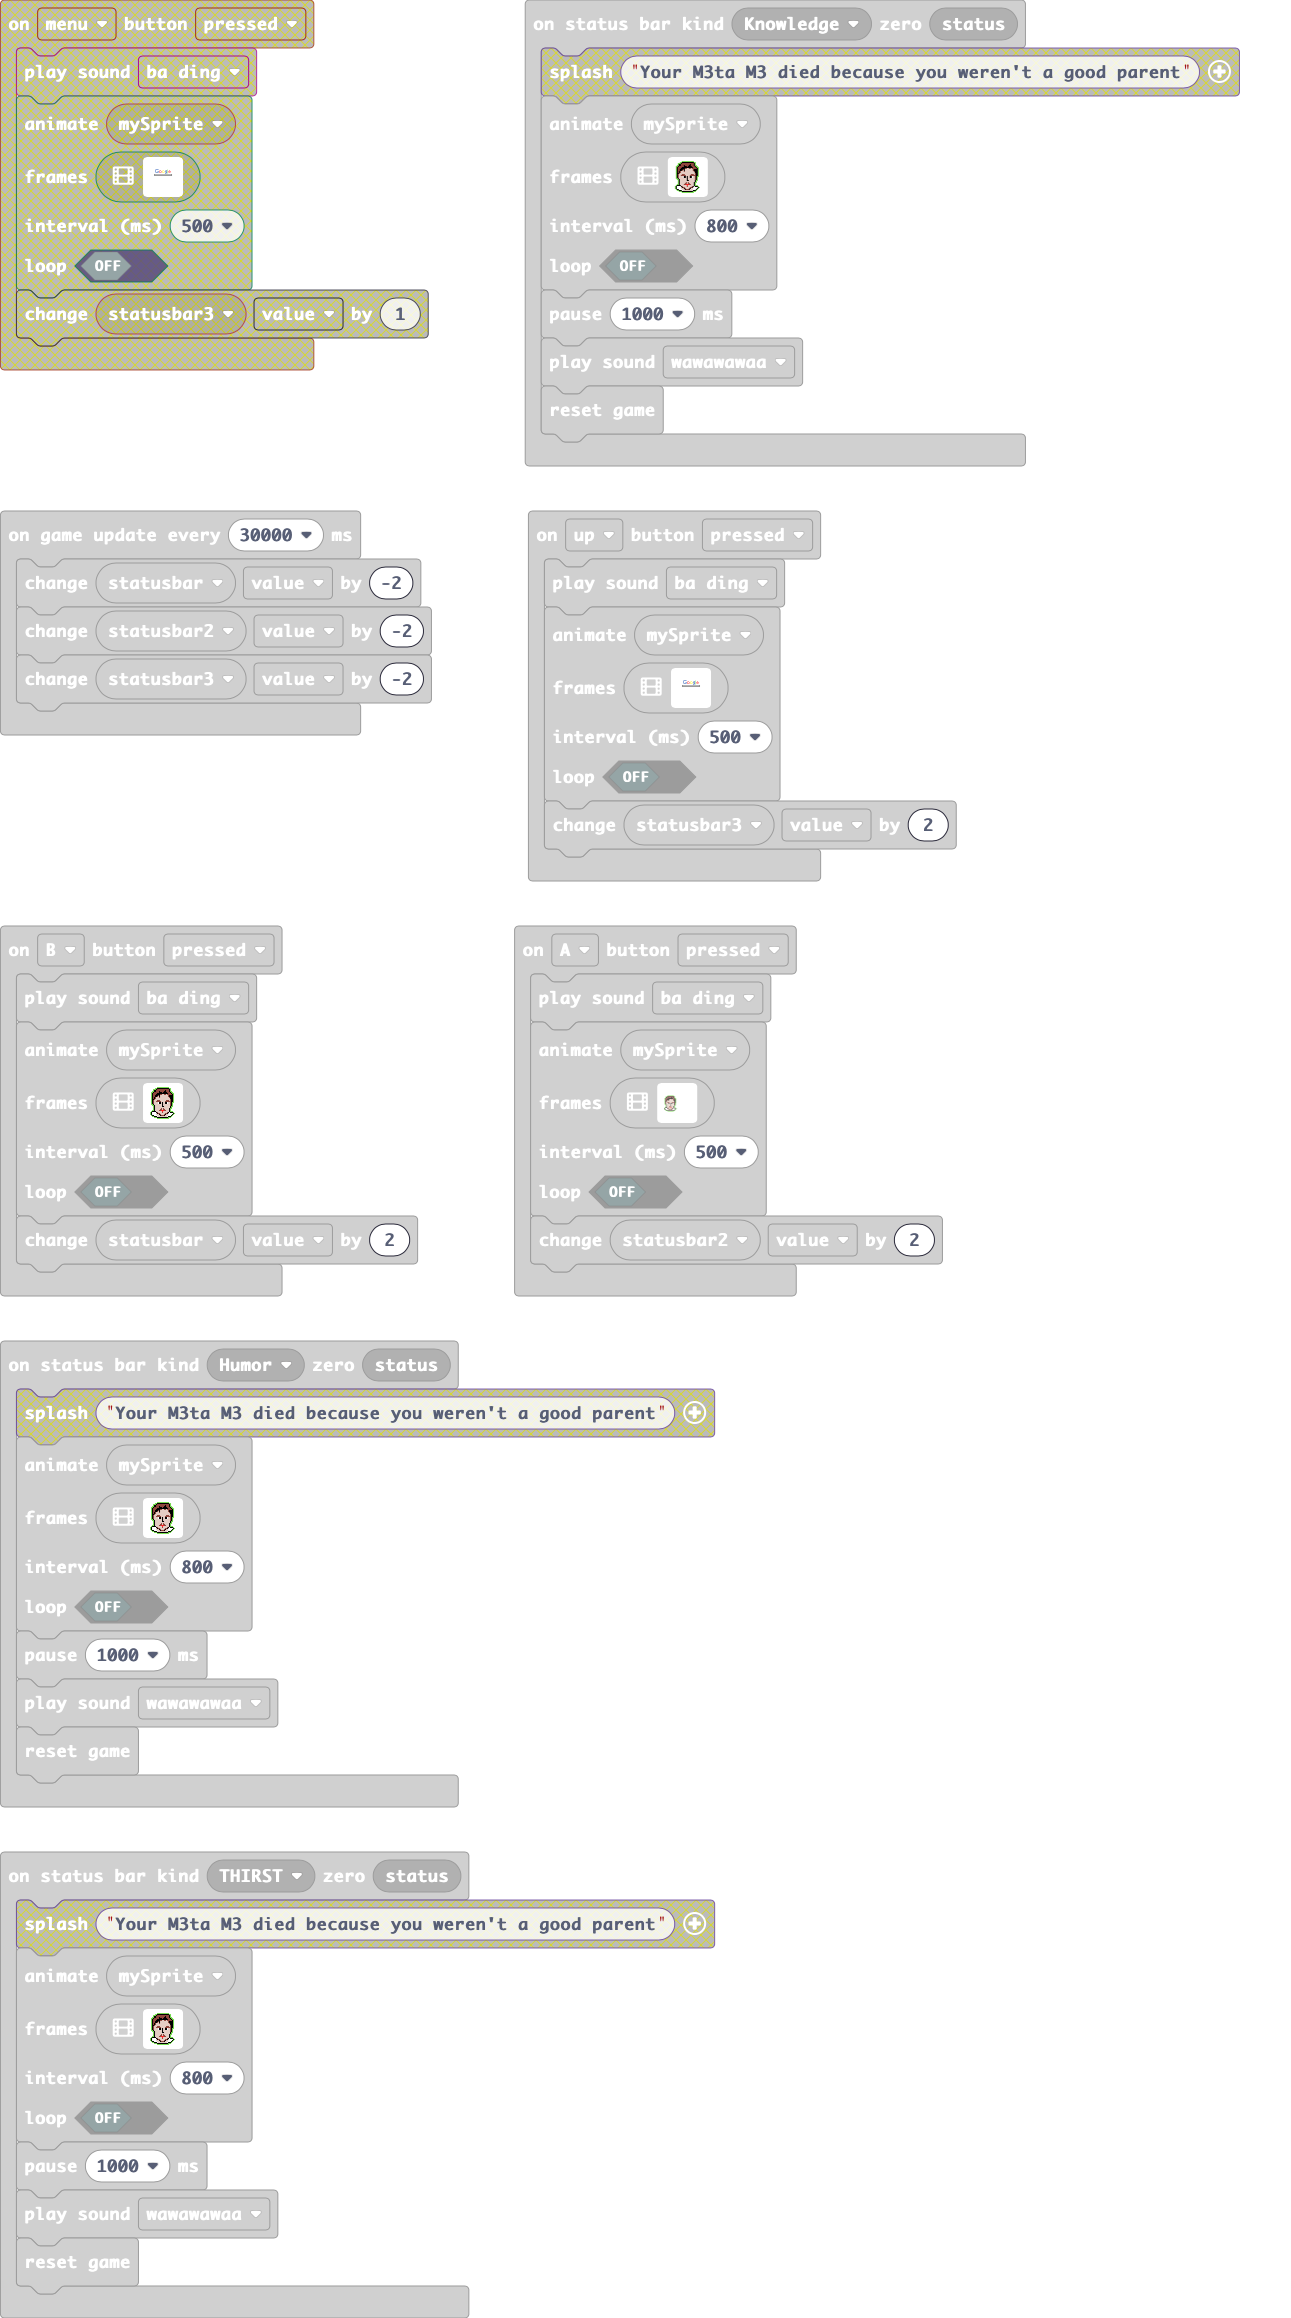 on menu button pressed
play sound ba ding
animate mySprite
frames
interval (ms) 500
loop OFF
change statusbar3 value by 1
on status bar kind Knowledge zero status
splash "Your M3ta M3 died because you weren't a good parent"
animate mySprite
frames
interval (ms) 800
loop OFF
pause 1000 ms
play sound wawawawaa
reset game
on game update every 30000 ms
change statusbar value by -2
change statusbar2 value by -2
change statusbar3 value by -2
on up button pressed
play sound ba ding
animate mySprite
frames
interval (ms) 500
loop OFF
change statusbar3 value by 2
on B button pressed
play sound ba ding
animate mySprite
frames
interval (ms) 500
loop OFF
change statusbar value by 2
on A button pressed
play sound ba ding
animate mySprite
frames
interval (ms) 500
loop OFF
change statusbar2 value by 2
on status bar kind Humor zero status
splash "Your M3ta M3 died because you weren't a good parent"
animate mySprite
frames
interval (ms) 800
loop OFF
pause 1000 ms
play sound wawawawaa
reset game
on status bar kind THIRST zero status
splash "Your M3ta M3 died because you weren't a good parent"
animate mySprite
frames
interval (ms) 800
loop OFF
pause 1000 ms
play sound wawawawaa
reset game